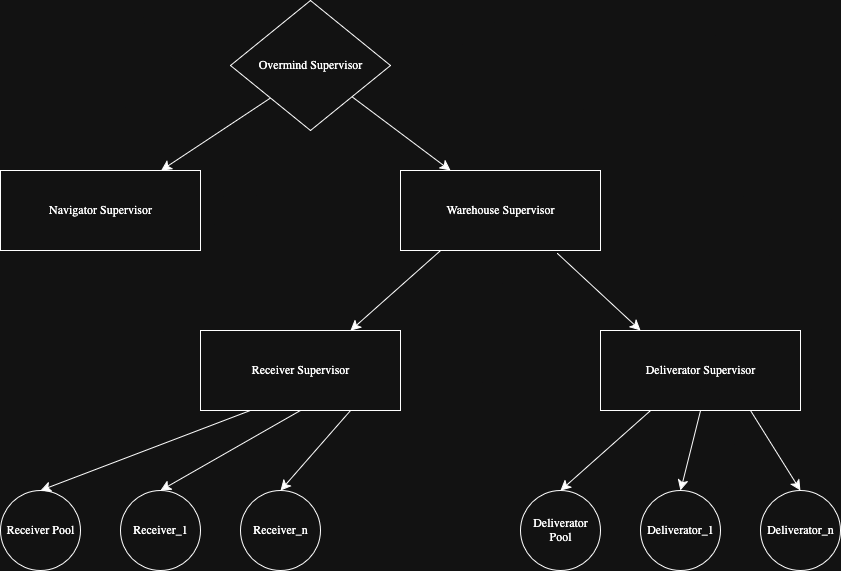 Overmind Supervisor
Navigator Supervisor
Warehouse Supervisor
Receiver Supervisor
Deliverator Supervisor
Receiver Pool
Receiver_1
Receiver_n
Deliverator
Pool
Deliverator_1
Deliverator_n